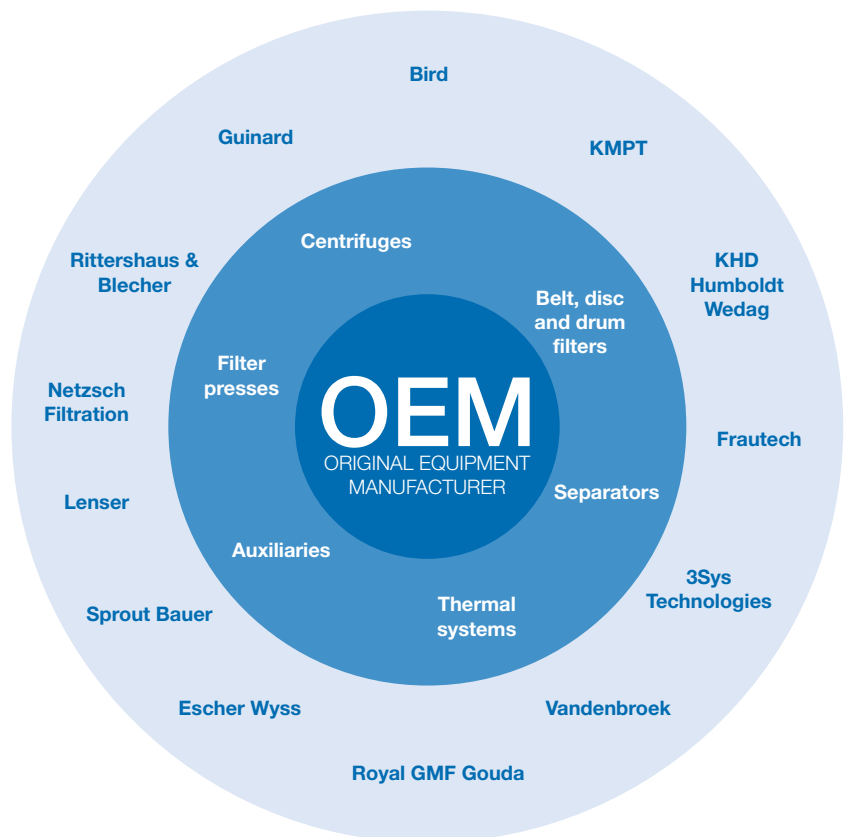 Bird
Guinard
KMPT
Centrifuges
Rittershaus &
Blecher
KHD
Humboldt
Wedag
Belt, disc
and drum
filters
Filter
presses
Netzsch
Filtration
OEM
ORIGINAL EQUIPMENT
MANUFACTURER
Frautech
Lenser
Separators
Auxiliaries
3Sys
Technologies
Sprout Bauer
Thermal
systems
Escher Wyss
Vandenbroek
Royal GMF Gouda